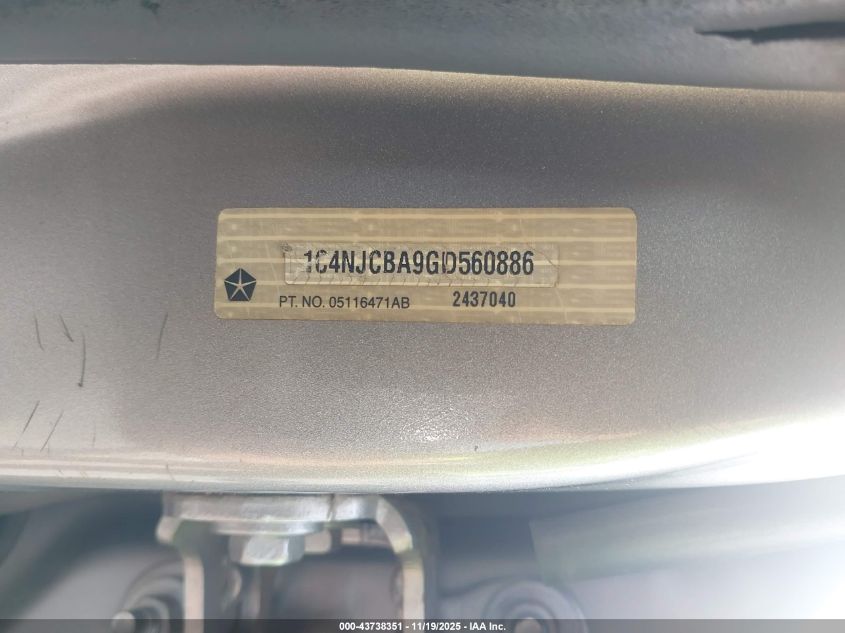 1C4NJCBA9GD560886
PT. NO. 05116471AB 2437040
000-43738351 - 11/19/2025 - IAA Inc.